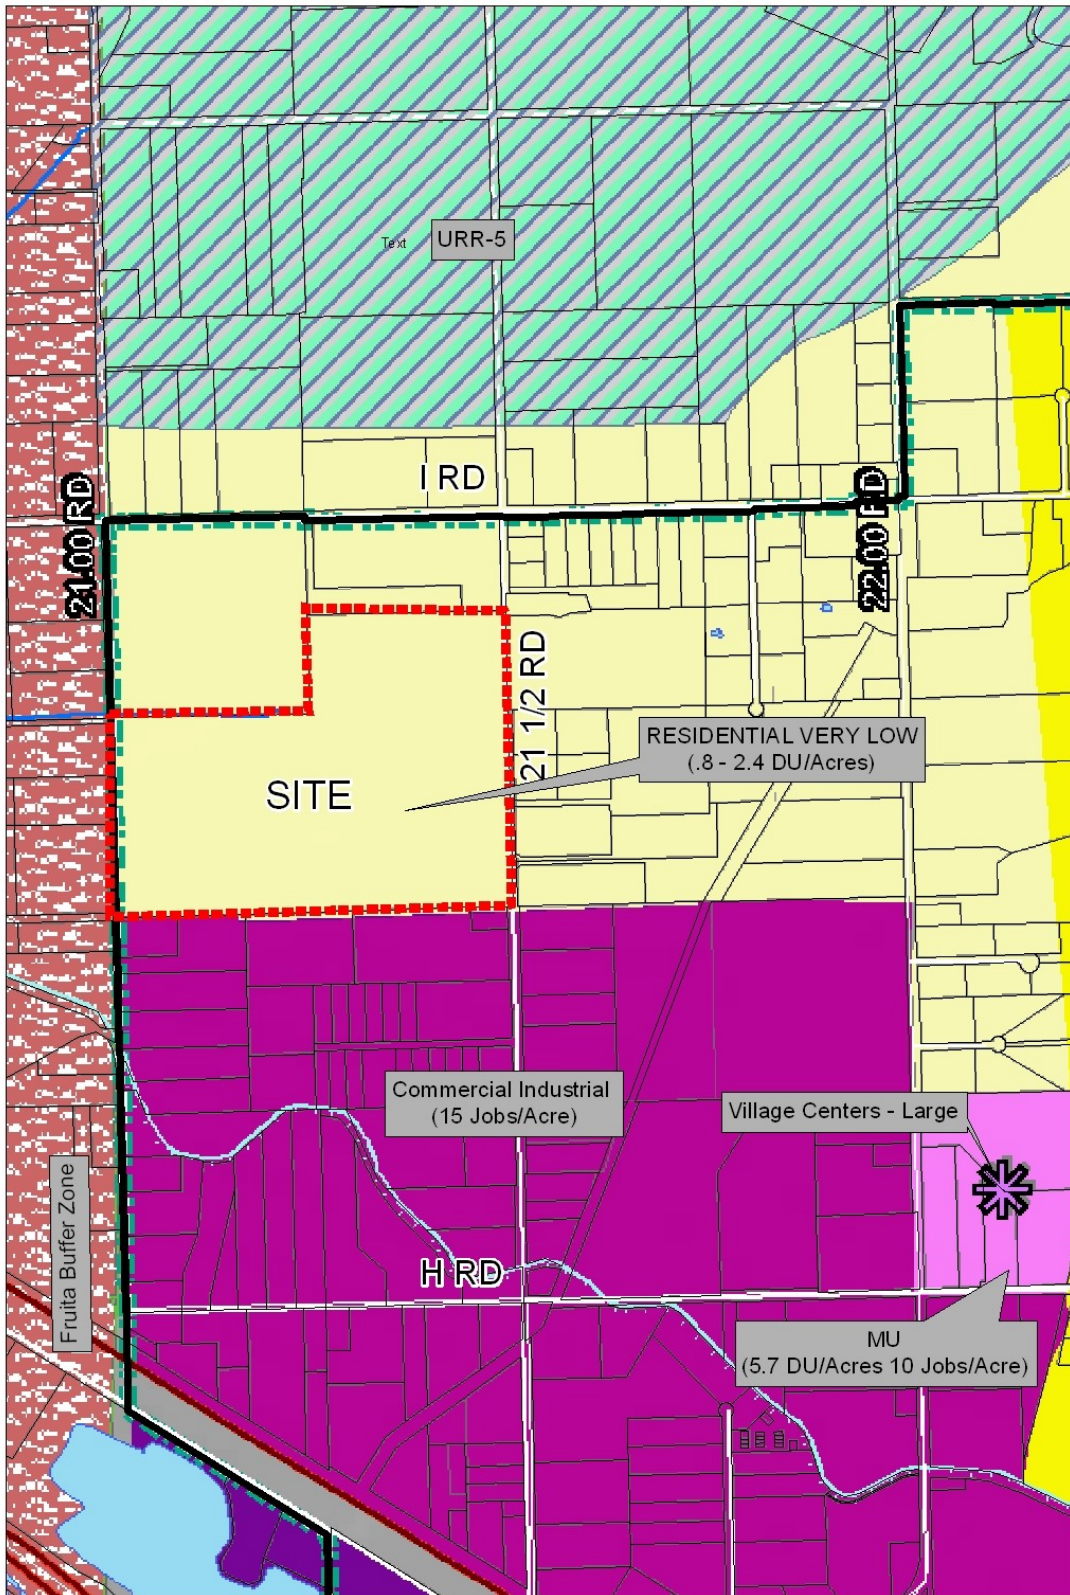 Text
URR-5
I RD
21.00 RD
22.00 RD
21 1/2 RD
RESIDENTIAL VERY LOW
(.8 - 2.4 DU/Acres)
SITE
Commercial Industrial
(15 Jobs/Acre)
Village Centers - Large
Fruita Buffer Zone
H RD
MU
(5.7 DU/Acres 10 Jobs/Acre)